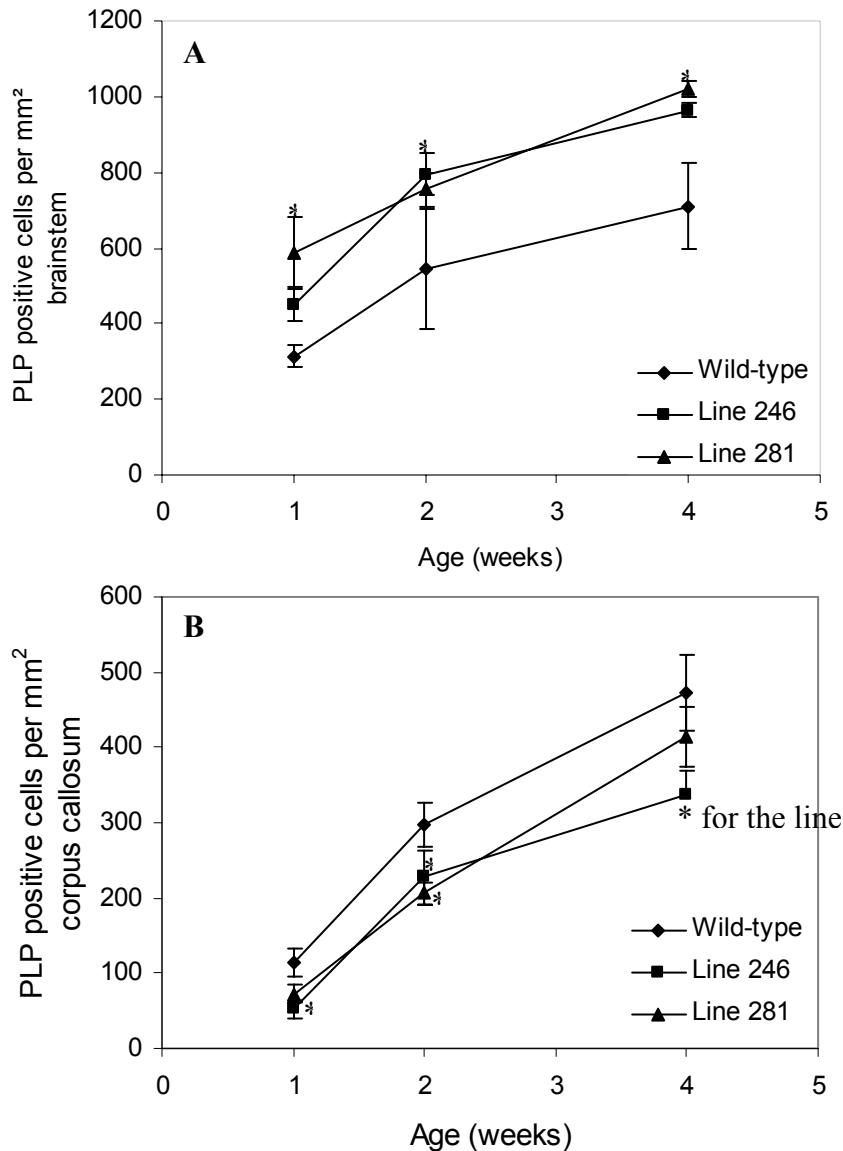 A
PLP positive cells per mm²
brainstem
1200
1000
800
600
400
200
0
0 1 2 3 4 5
Age (weeks)
*
*
*
Wild-type
Line 246
Line 281
B
PLP positive cells per mm²
corpus callosum
600
500
400
300
200
100
0
0 1 2 3 4 5
Age (weeks)
*
*
*
* for the line
Wild-type
Line 246
Line 281